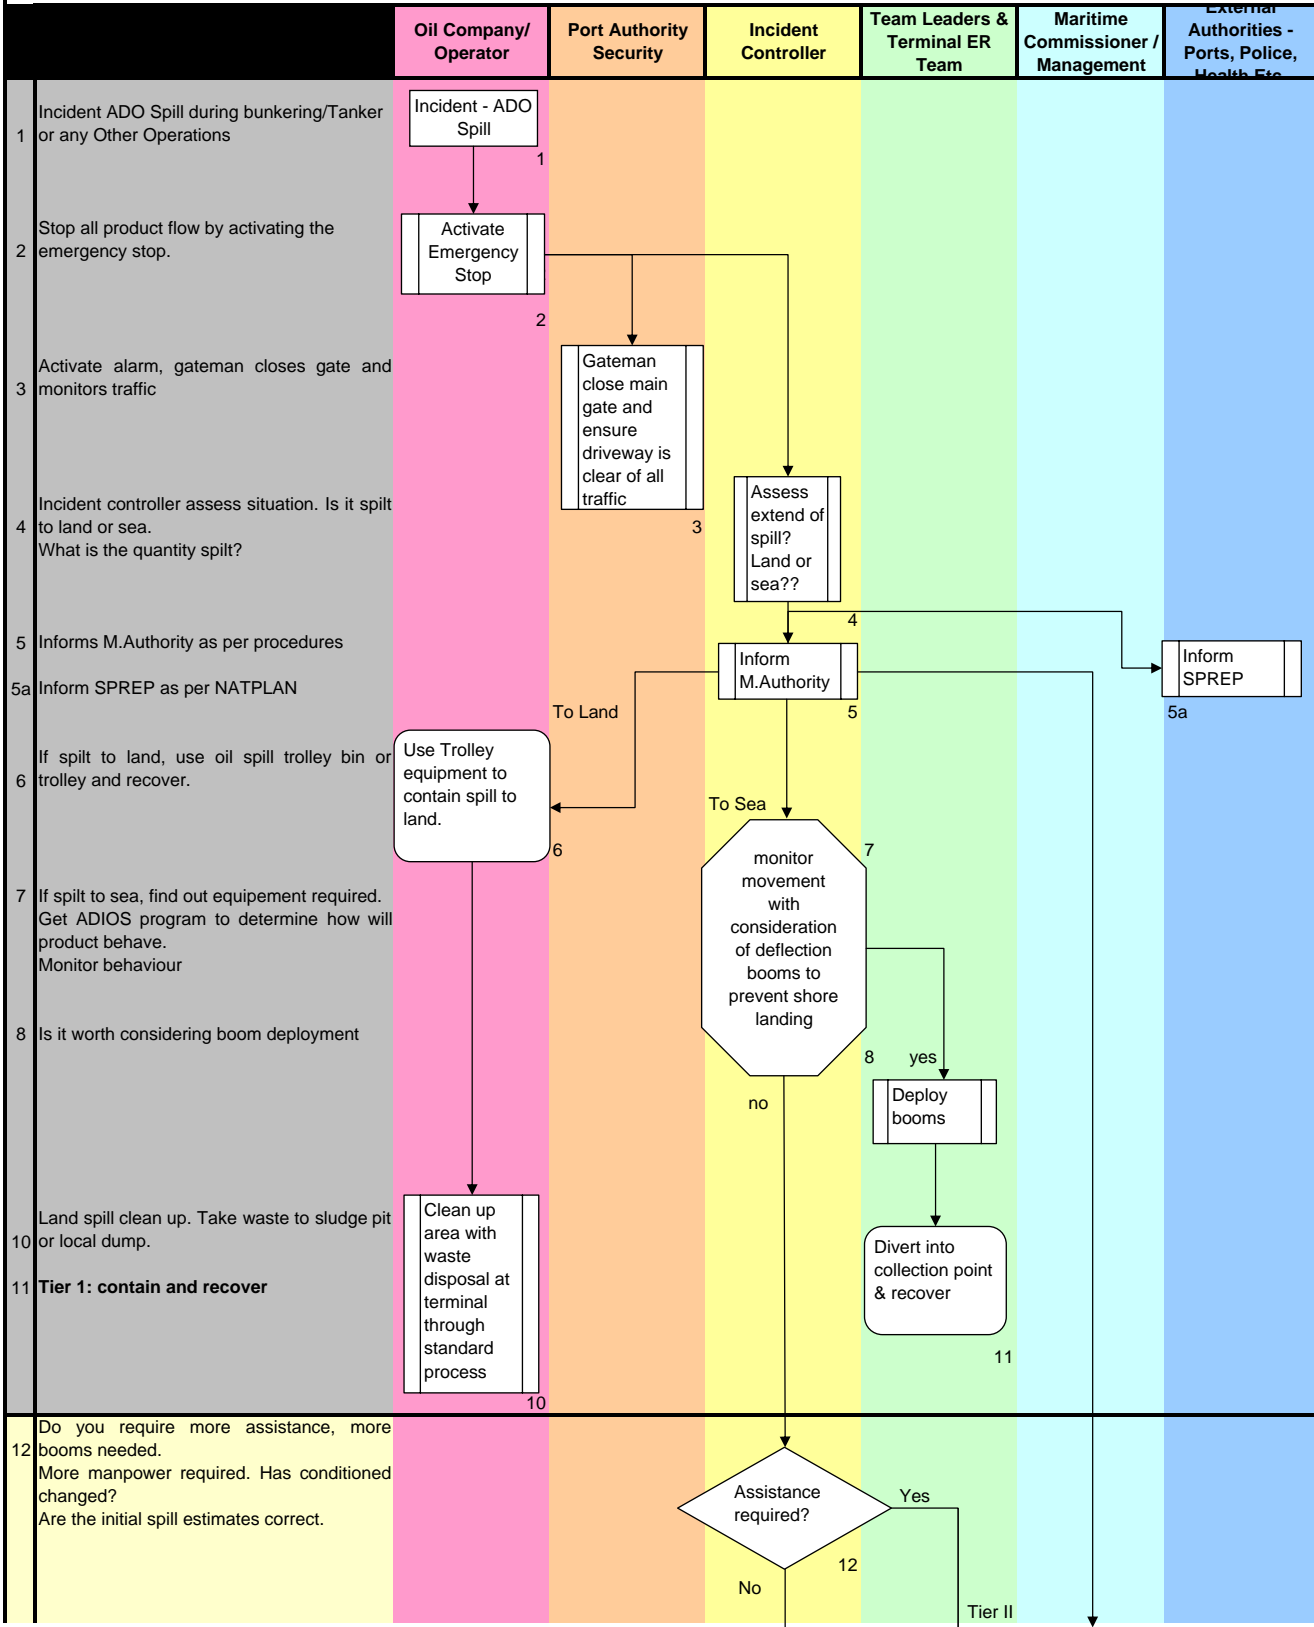 Oil Company/
Operator
Port Authority
Security
Incident
Controller
Team Leaders &
Terminal ER
Team
Maritime
Commissioner /
Management
External
Authorities -
Ports, Police,
Health Etc
1
Incident ADO Spill during bunkering/Tanker
or any Other Operations
Incident - ADO
Spill
1
2
Stop all product flow by activating the
emergency stop.
Activate
Emergency
Stop
2
3
Activate alarm, gateman closes gate and
monitors traffic
Gateman
close main
gate and
ensure
driveway is
clear of all
traffic
3
4
Incident controller assess situation. Is it spilt
to land or sea.
What is the quantity spilt?
Assess
extend of
spill?
Land or
sea??
4
5
Informs M.Authority as per procedures
Inform
M.Authority
5
Inform
SPREP
5a
5a
Inform SPREP as per NATPLAN
To Land
6
If spilt to land, use oil spill trolley bin or
trolley and recover.
Use Trolley
equipment to
contain spill to
land.
6
To Sea
7
If spilt to sea, find out equipement required.
Get ADIOS program to determine how will
product behave.
Monitor behaviour
monitor
movement
with
consideration
of deflection
booms to
prevent shore
landing
7
8
Is it worth considering boom deployment
8
yes
no
Deploy
booms
10
Land spill clean up. Take waste to sludge pit
or local dump.
Clean up
area with
waste
disposal at
terminal
through
standard
process
10
Divert into
collection point
& recover
11
11
Tier 1: contain and recover
12
Do you require more assistance, more
booms needed.
More manpower required. Has conditioned
changed?
Are the initial spill estimates correct.
Assistance
required?
Yes
12
No
Tier II